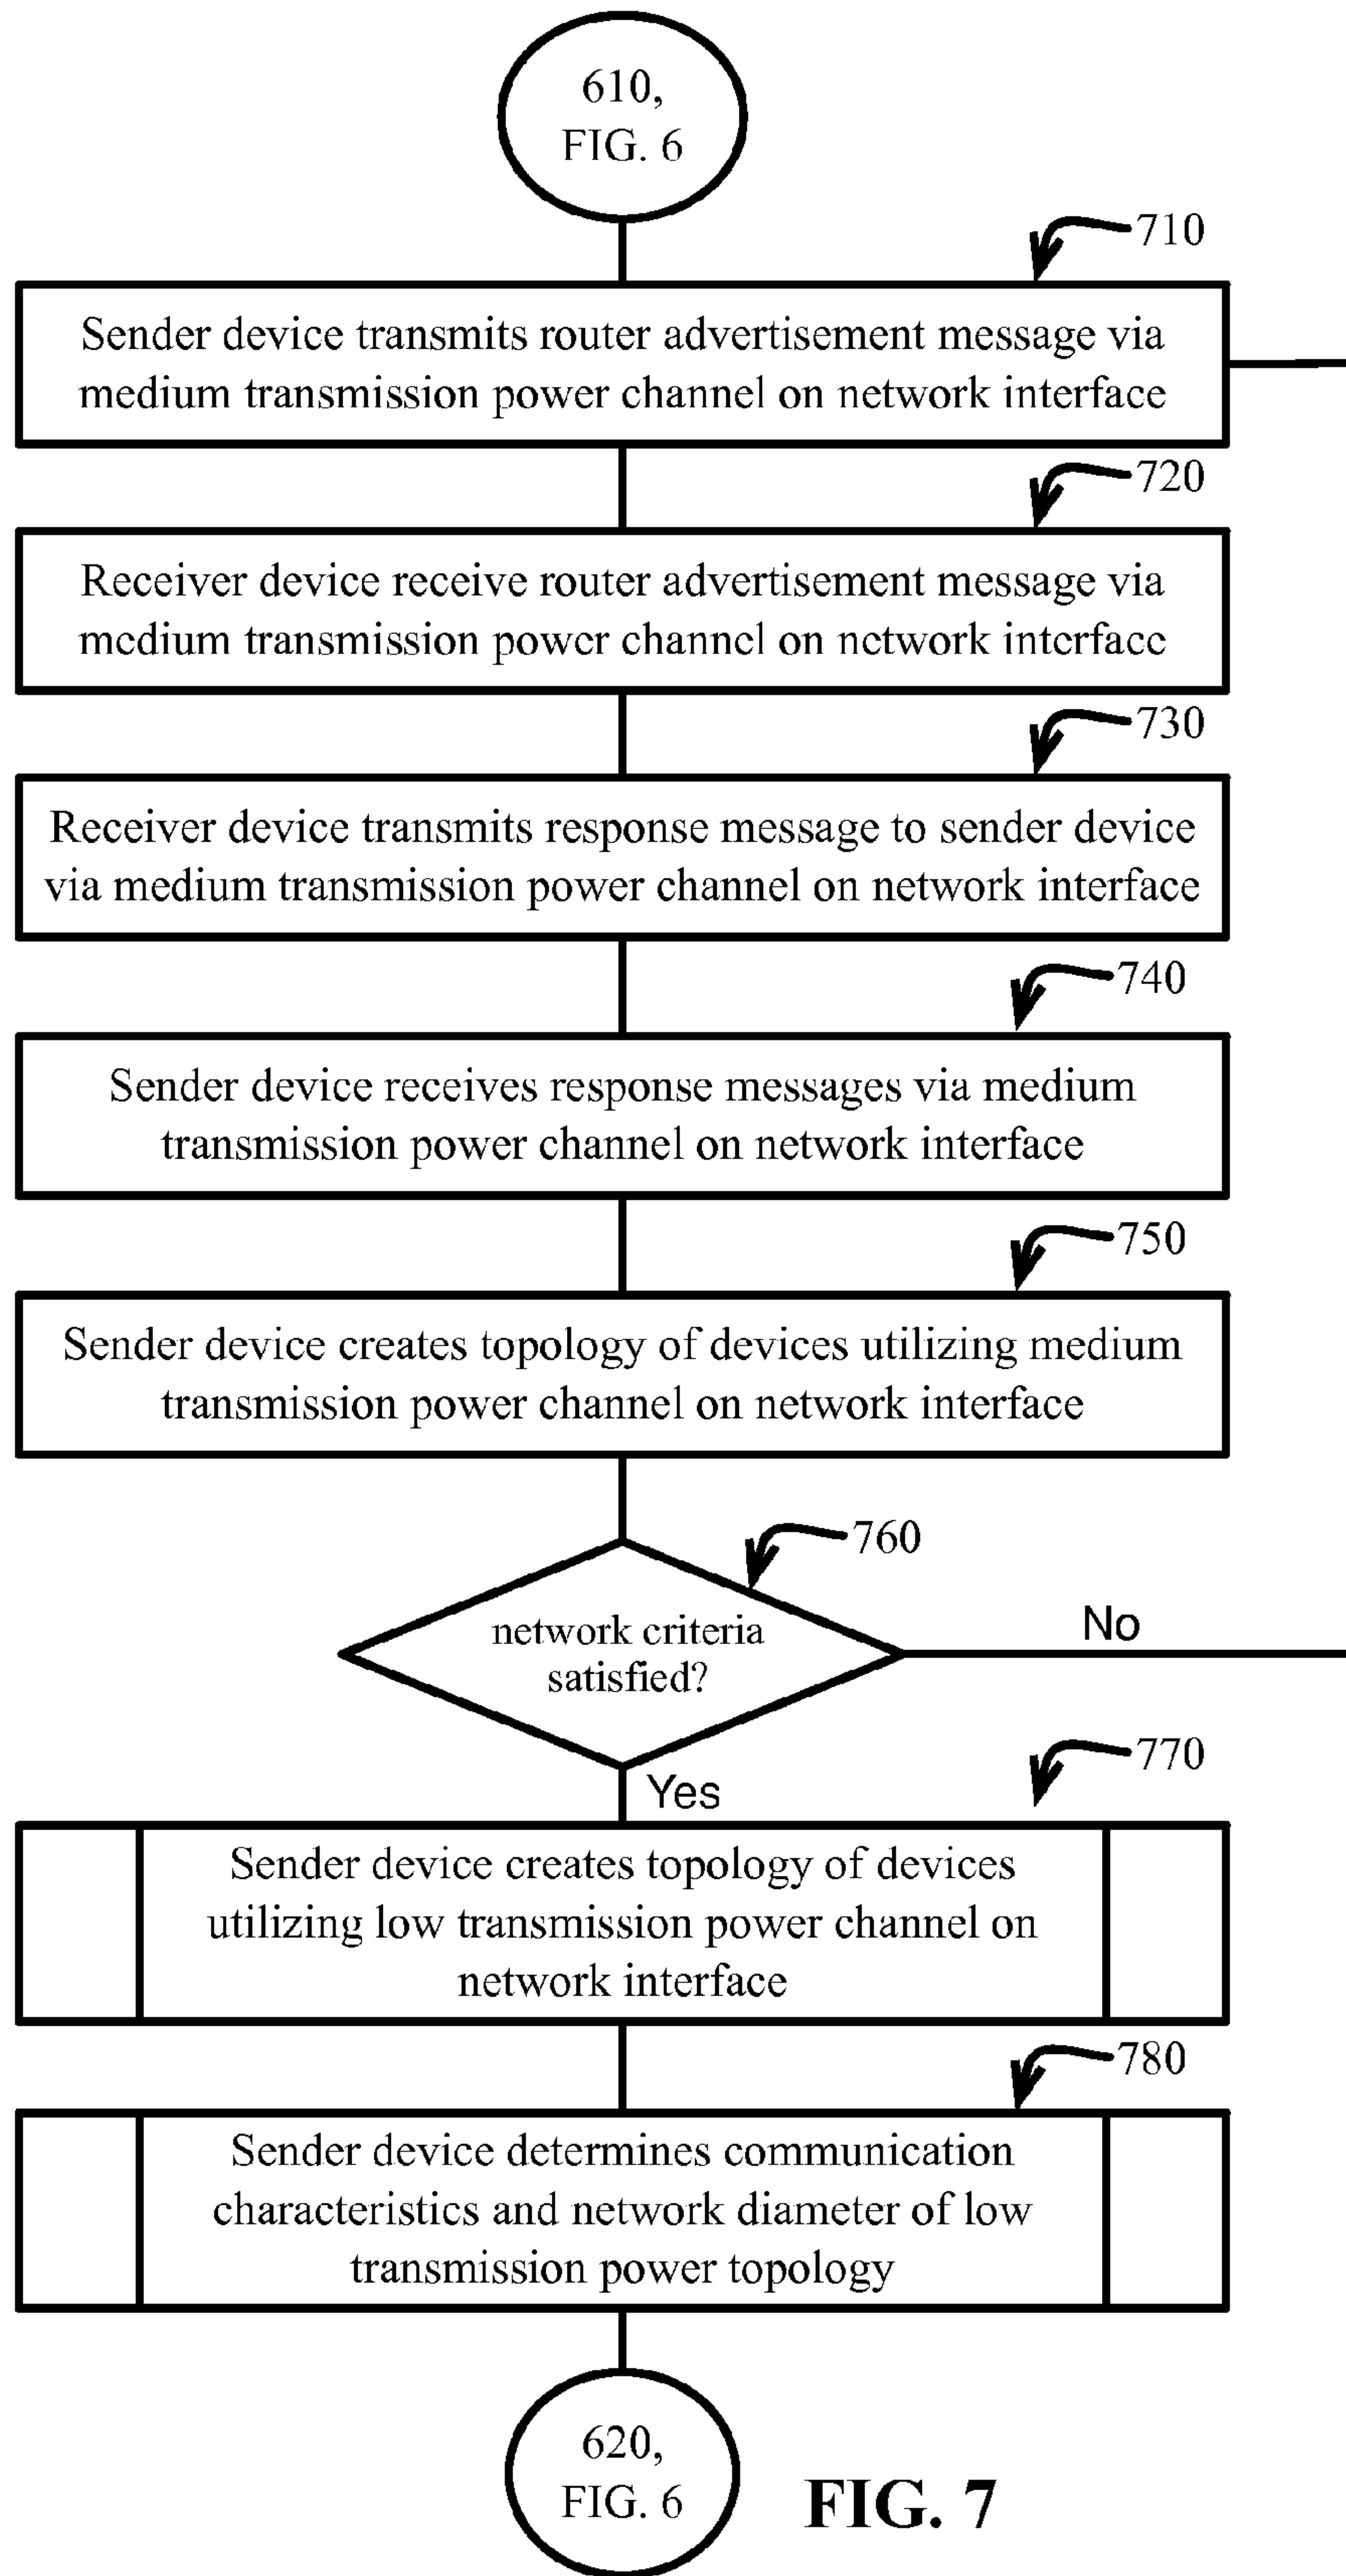 610,
FIG. 6
710
Sender device transmits router advertisement message via
medium transmission power channel on network interface
720
Receiver device receive router advertisement message via
medium transmission power channel on network interface
730
Receiver device transmits response message to sender device
via medium transmission power channel on network interface
740
Sender device receives response messages via medium
transmission power channel on network interface
750
Sender device creates topology of devices utilizing medium
transmission power channel on network interface
760
network criteria
satisfied?
No
Yes
770
Sender device creates topology of devices
utilizing low transmission power channel on
network interface
780
Sender device determines communication
characteristics and network diameter of low
transmission power topology
620,
FIG. 6
FIG. 7